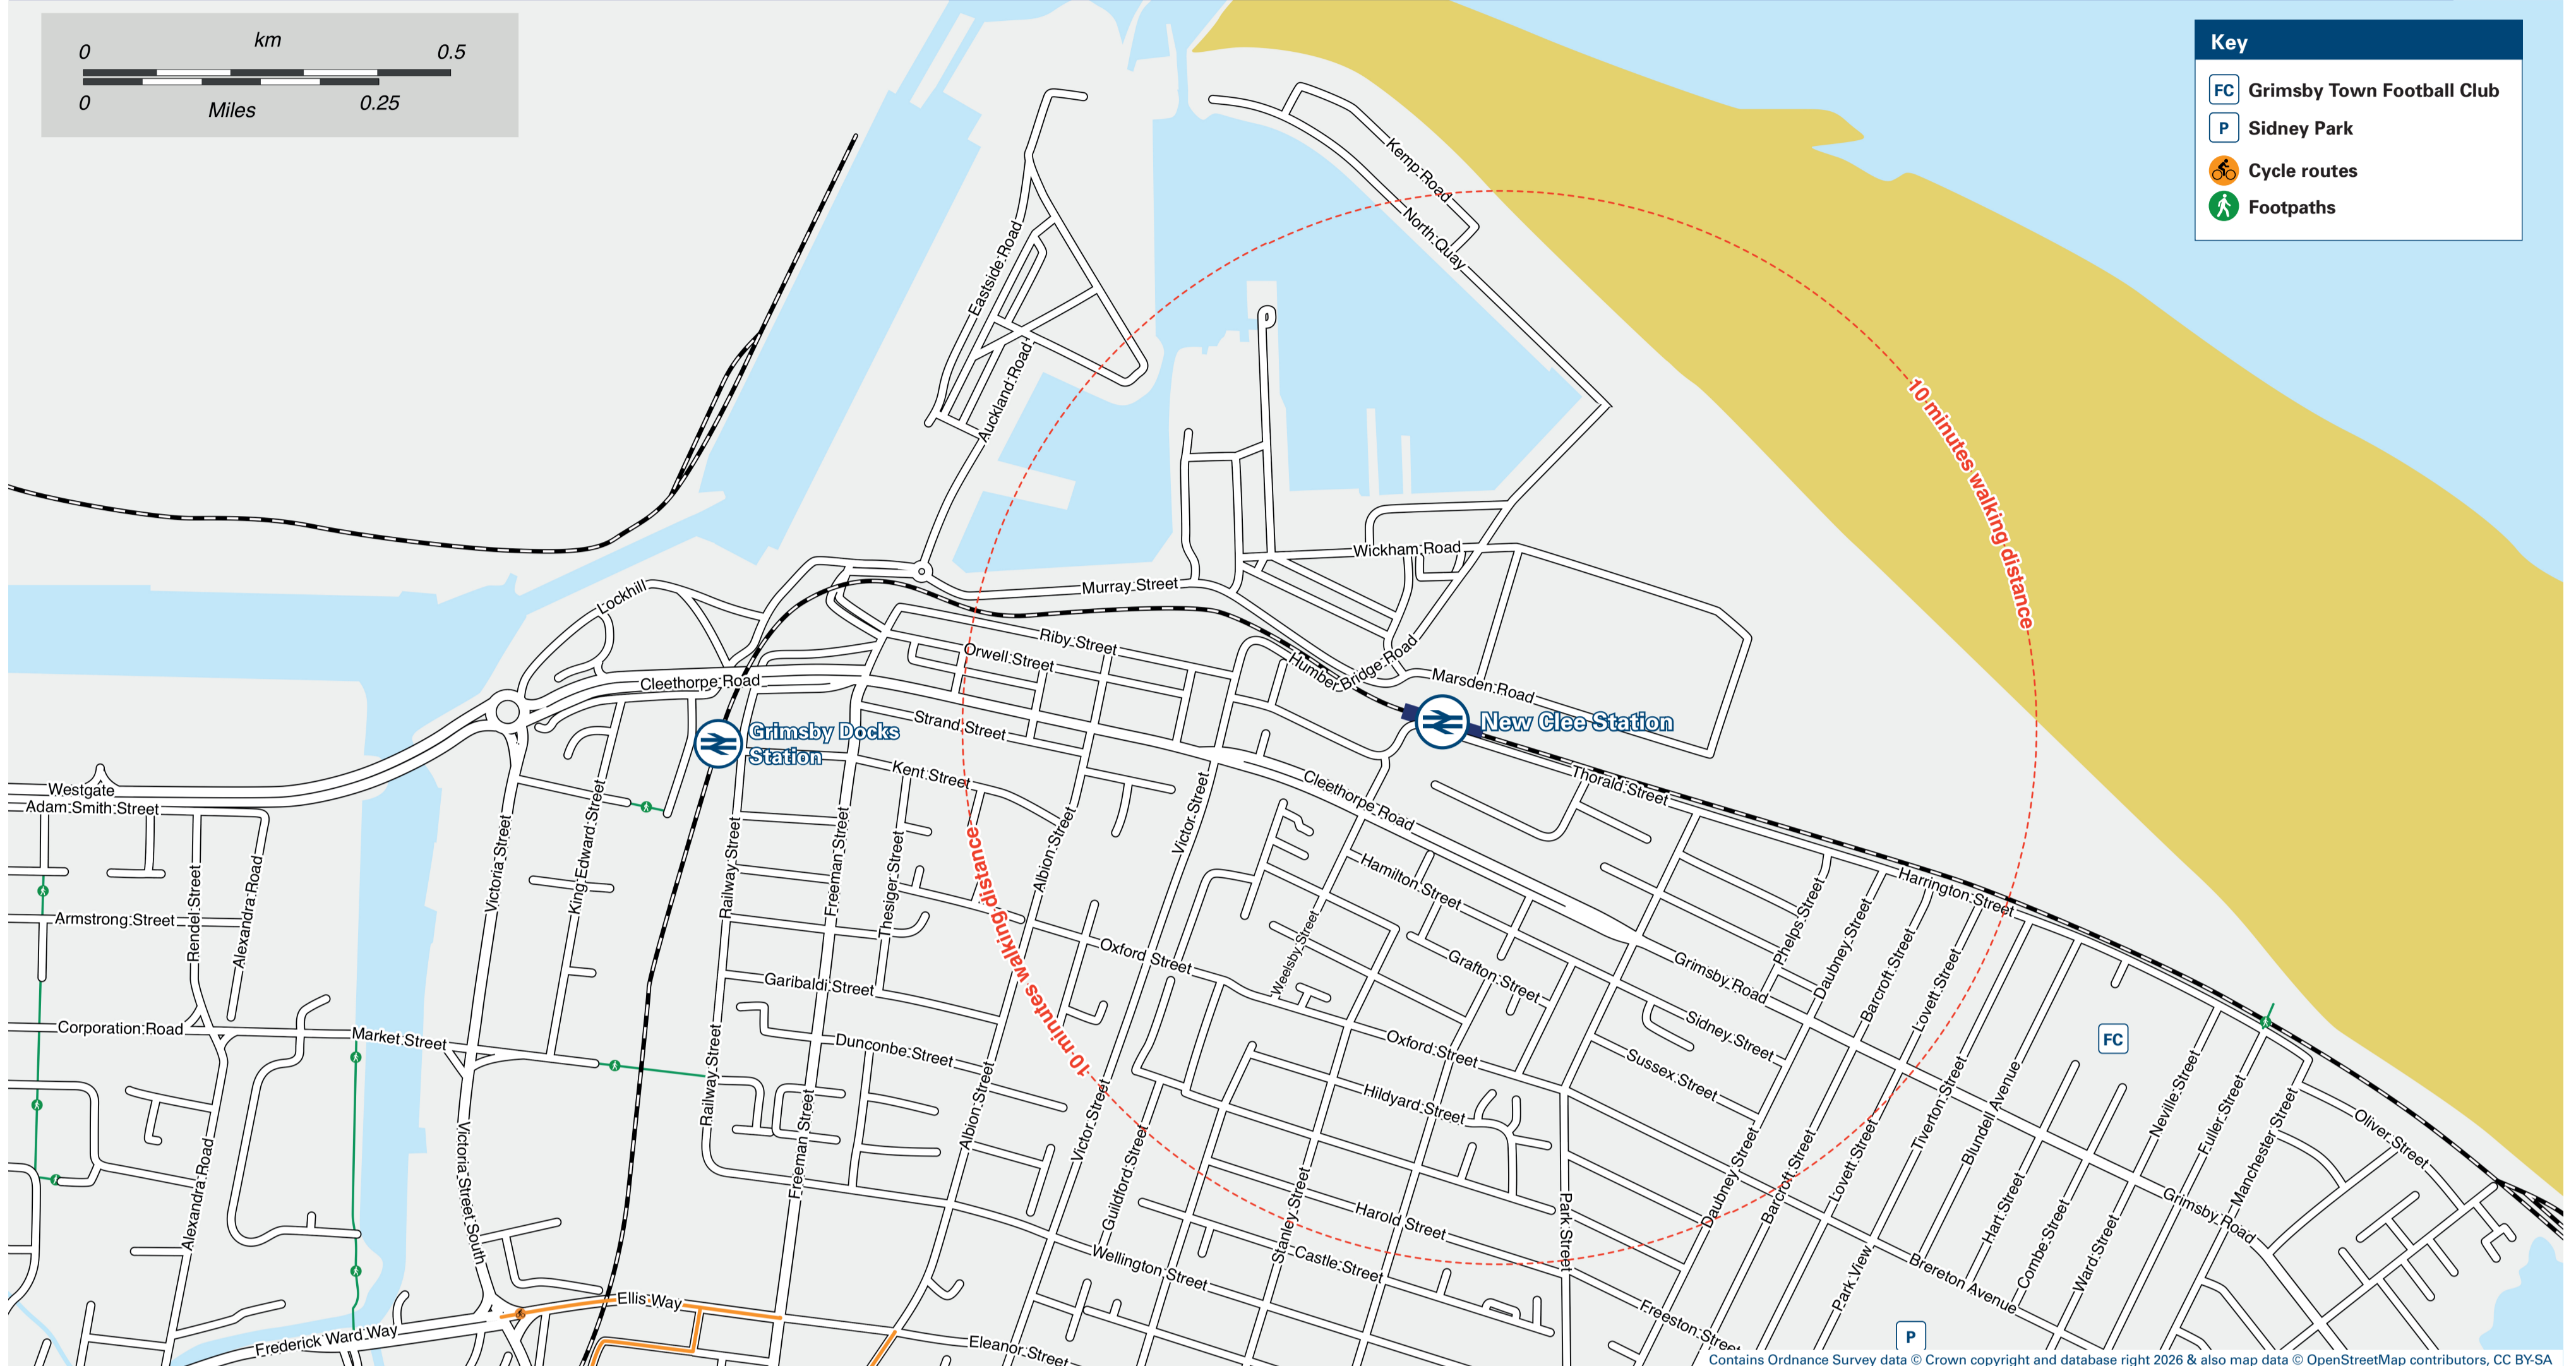 km
0
0.5
0
0.25
Miles
Key
FC
Grimsby Town Football Club
P
Sidney Park
Cycle routes
Footpaths
Kemp Road
North Quay
Eastside Road
Auckland Road
10 minutes walking distance
Wickham Road
Murray Street
Lockhill
Riby Street
Orwell Street
Humber Bridge Road
Marsden Road
Cleethorpe Road
Strand Street
New Clee Station
Grimsby Docks
Station
Kent Street
Thorald Street
Cleethorpe Road
Westgate
Adam Smith Street
Victoria Street
King Edward Street
Railway Street
Freeman Street
Thesiger Street
Albion Street
Victor Street
10 minutes walking distance
Hamilton Street
Harrington Street
Rendel Street
Alexandra Road
Armstrong Street
Phelps Street
Daubney Street
Barcroft Street
Lovett Street
Weelsby Street
Oxford Street
Grafton Street
Grimsby Road
Garibaldi Street
Corporation Road
Market Street
Duncombe Street
Oxford Street
Sidney Street
Sussex Street
FC
Railway Street
Hildyard Street
Tiverton Street
Blundell Avenue
Neville Street
Fuller Street
Manchester Street
Oliver Street
Freeman Street
Albion Street
Victor Street
Guildford Street
Victoria Street South
Alexandra Road
Stanley Street
Harold Street
Park Street
Daubney Street
Barcroft Street
Lovett Street
Hart Street
Combe Street
Ward Street
Grimsby Road
Wellington Street
Castle Street
Park View
Brereton Avenue
Ellis Way
Freston Street
Frederick Ward Way
Eleanor Street
P
Contains Ordnance Survey data © Crown copyright and database right 2026 & also map data © OpenStreetMap contributors, CC BY-SA